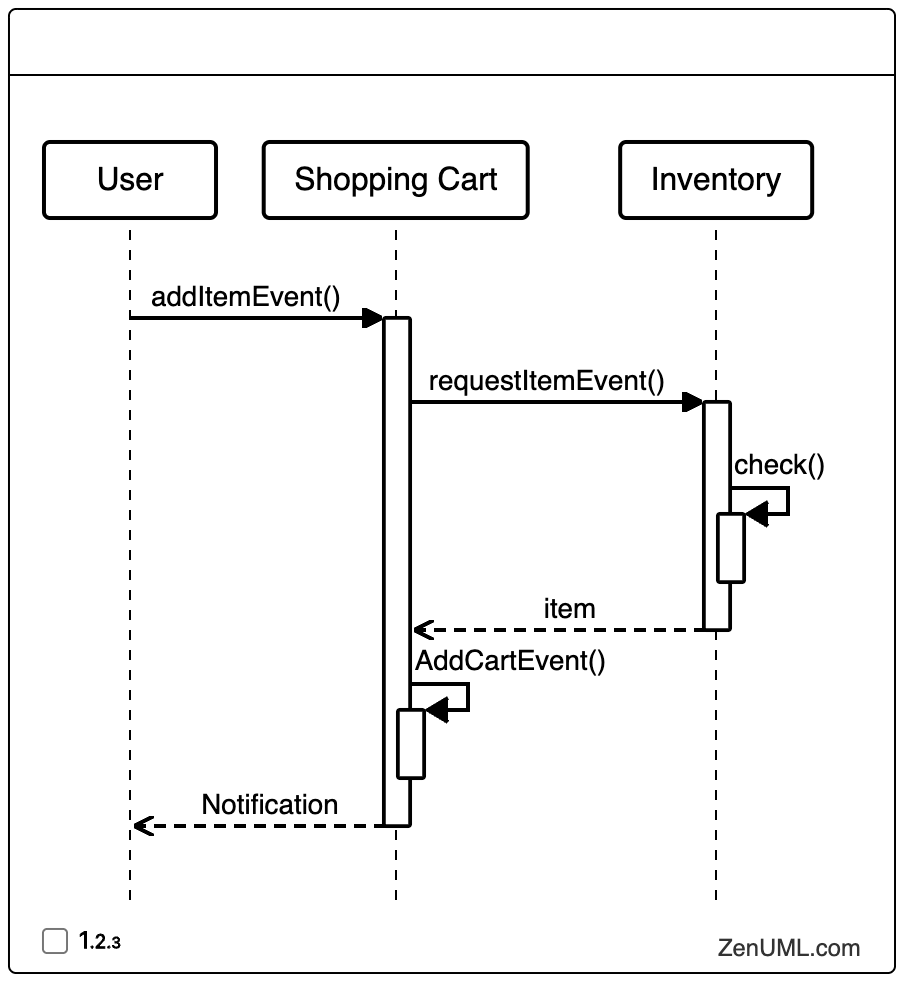 User
Shopping Cart
Inventory
addItemEvent()
requestItemEvent()
check()
item
AddCartEvent()
Notification
1.2.3
ZenUML.com